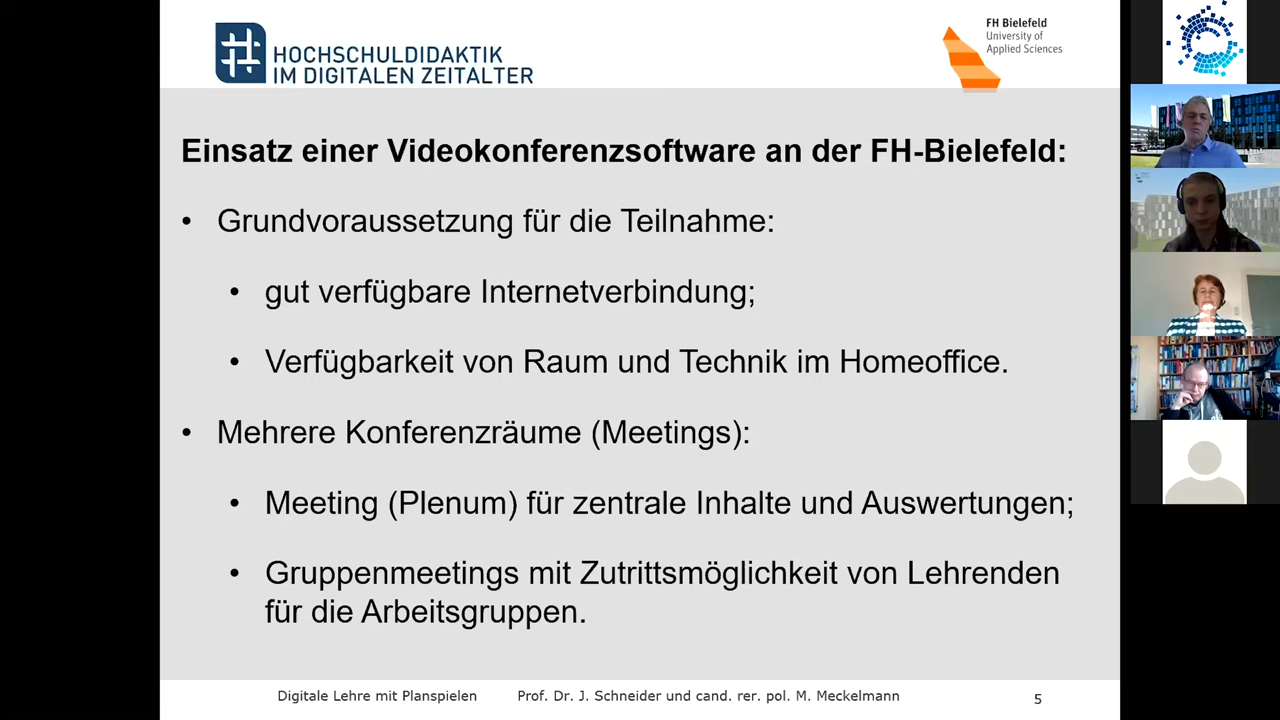 HOCHSCHULDIDAKTIK
IM DIGITALEN ZEITALTER
FH Bielefeld
University of
Applied Sciences
Einsatz einer Videokonferenzsoftware an der FH-Bielefeld:
• Grundvoraussetzung für die Teilnahme:
• gut verfügbare Internetverbindung;
• Verfügbarkeit von Raum und Technik im Homeoffice.
• Mehrere Konferenzräume (Meetings):
• Meeting (Plenum) für zentrale Inhalte und Auswertungen;
• Gruppenmeetings mit Zutrittsmöglichkeit von Lehrenden
für die Arbeitsgruppen.
Digitale Lehre mit Planspielen Prof. Dr. J. Schneider und cand. rer. pol. M. Meckelmann 5